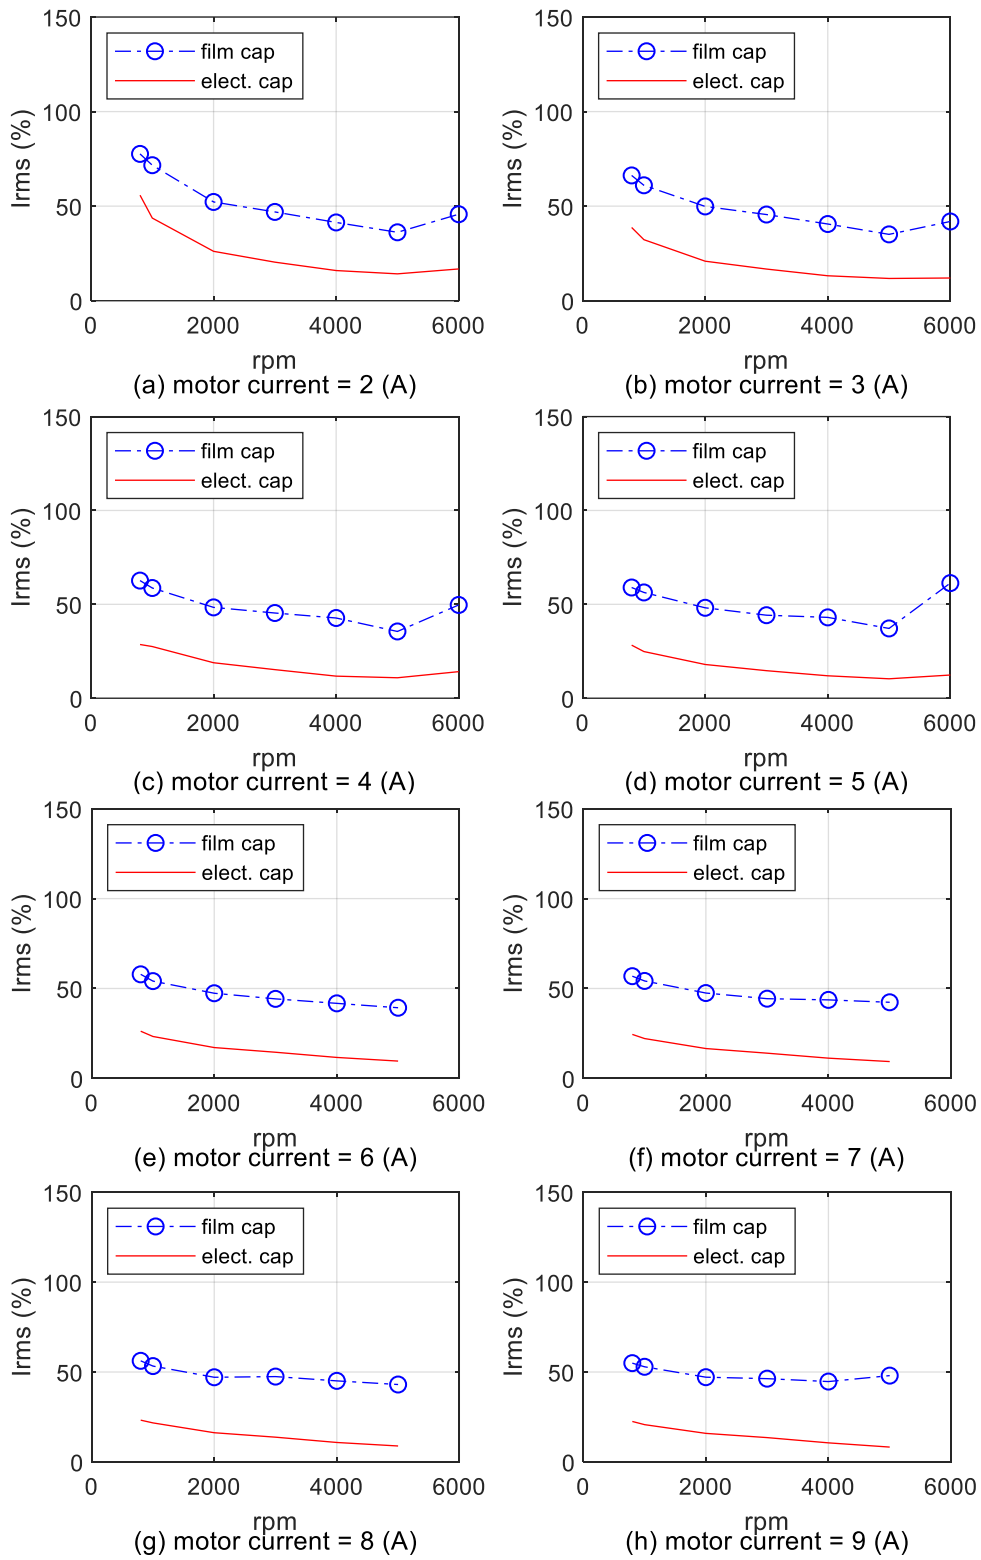 150
100
50
0
Irms (%)
film cap
elect. cap
0 2000 4000 6000
rpm
(a) motor current = 2 (A)
150
100
50
0
Irms (%)
film cap
elect. cap
0 2000 4000 6000
rpm
(b) motor current = 3 (A)
150
100
50
0
Irms (%)
film cap
elect. cap
0 2000 4000 6000
rpm
(c) motor current = 4 (A)
150
100
50
0
Irms (%)
film cap
elect. cap
0 2000 4000 6000
rpm
(d) motor current = 5 (A)
150
100
50
0
Irms (%)
film cap
elect. cap
0 2000 4000 6000
rpm
(e) motor current = 6 (A)
150
100
50
0
Irms (%)
film cap
elect. cap
0 2000 4000 6000
rpm
(f) motor current = 7 (A)
150
100
50
0
Irms (%)
film cap
elect. cap
0 2000 4000 6000
rpm
(g) motor current = 8 (A)
150
100
50
0
Irms (%)
film cap
elect. cap
0 2000 4000 6000
rpm
(h) motor current = 9 (A)